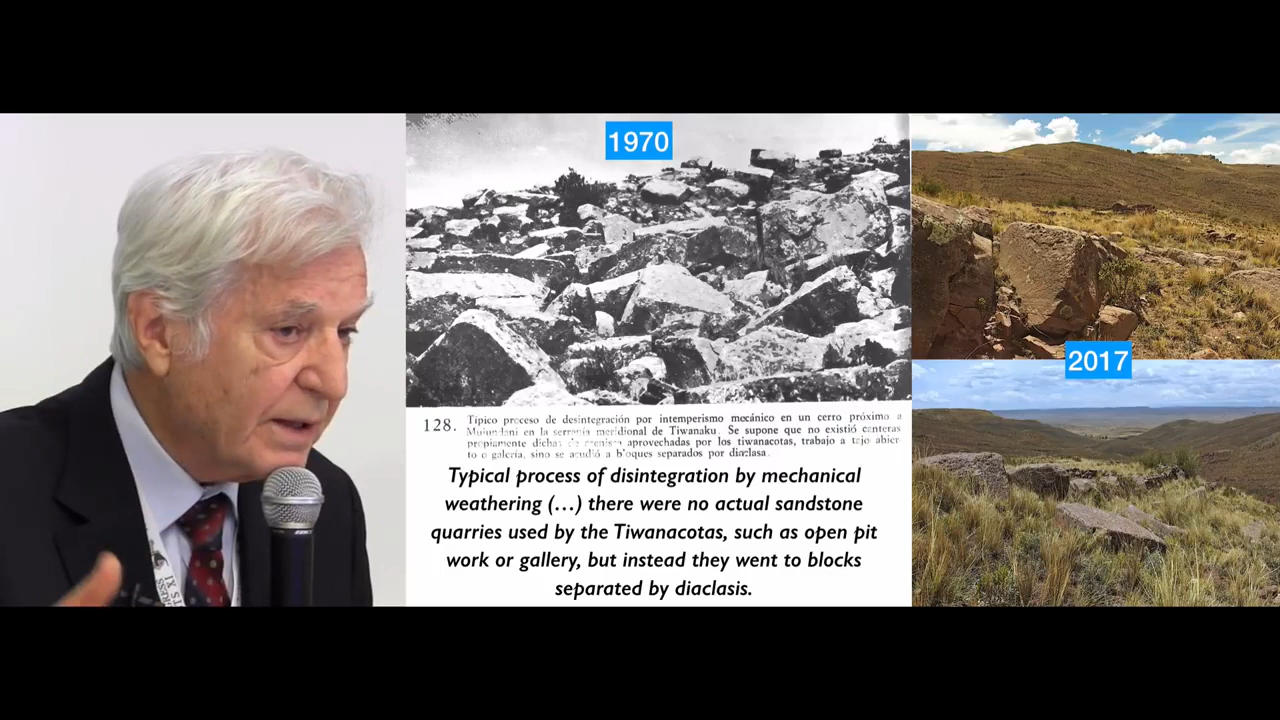 1970
128. Típico proceso de desintegración por intemperismo mecánico en un cerro próximo a
en la serranía meridional de Tiwanaku. Se supone que no existió canteras
propiamente dichas de arenisca aprovechadas por los tiwanacotas, trabajo a tajo abier-
to o galería, sino se acudió a bloques separados por diaclasa.
Typical process of disintegration by mechanical
weathering (…) there were no actual sandstone
quarries used by the Tiwanacotas, such as open pit
work or gallery, but instead they went to blocks
separated by diaclasis.
2017